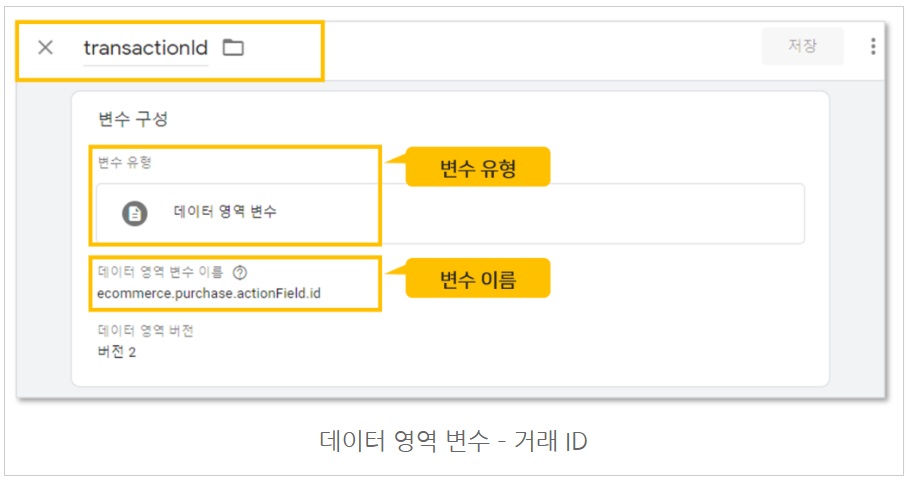 transactionId
저장
변수 구성
변수 유형
변수 유형
데이터 영역 변수
데이터 영역 변수 이름
변수 이름
ecommerce.purchase.actionField.id
데이터 영역 버전
버전 2
데이터 영역 변수 - 거래 ID